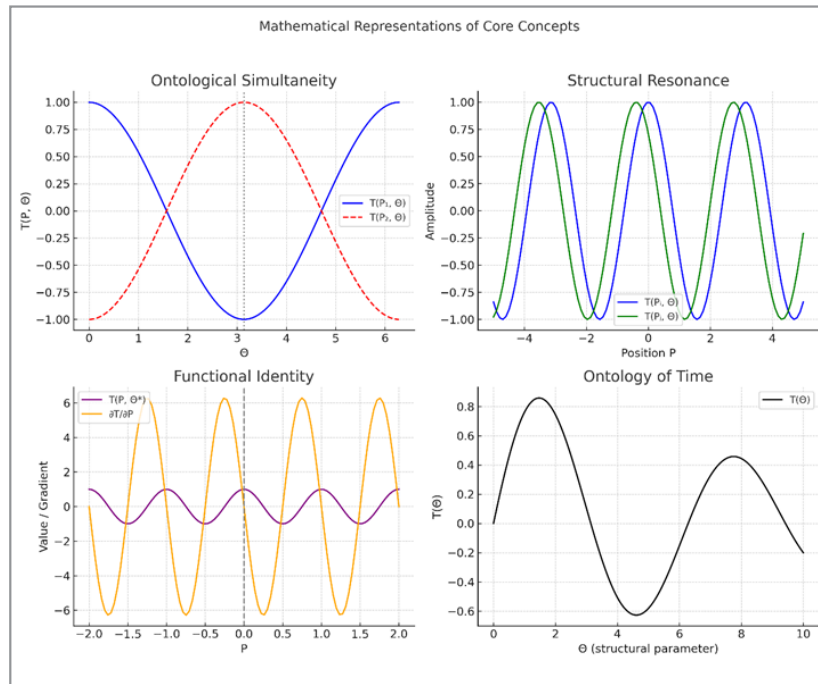 Mathematical Representations of Core Concepts
Ontological Simultaneity
1.00
0.75
0.50
0.25
0.00
−0.25
−0.50
−0.75
−1.00
T(P, Θ)
T(P₁, Θ)
T(P₂, Θ)
0 1 2 3 4 5 6
Θ
Structural Resonance
1.00
0.75
0.50
0.25
0.00
−0.25
−0.50
−0.75
−1.00
Amplitude
T(Pᵢ, Θ)
T(Pⱼ, Θ)
−4 −2 0 2 4
Position P
Functional Identity
T(P, Θ*)
∂T/∂P
6
4
2
0
−2
−4
−6
Value / Gradient
−2.0 −1.5 −1.0 −0.5 0.0 0.5 1.0 1.5 2.0
P
Ontology of Time
T(Θ)
0.8
0.6
0.4
0.2
0.0
−0.2
−0.4
−0.6
T(Θ)
0 2 4 6 8 10
Θ (structural parameter)